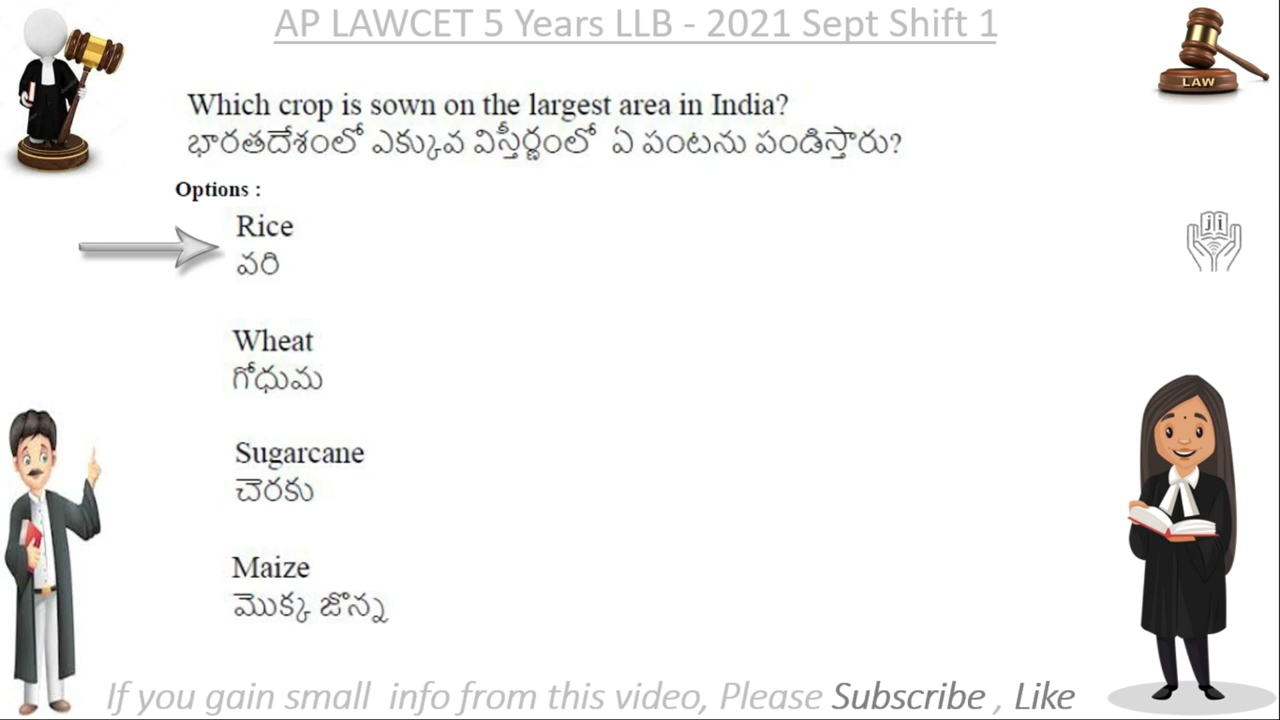 AP LAWCET 5 Years LLB - 2021 Sept Shift 1
LAW
Which crop is sown on the largest area in India?
భారతదేశంలో ఎక్కువ విస్తీర్ణంలో ఏ పంటను పండిస్తారు?
Options :
Rice
వరి
ji
Wheat
గోధుమ
Sugarcane
చెరకు
Maize
మొక్క జొన్న
If you gain small info from this video, Please Subscribe , Like